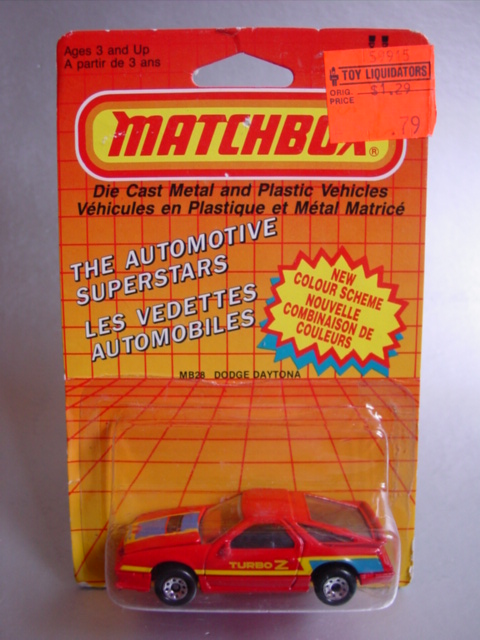 Ages 3 and Up
A partir de 3 ans
TOY LIQUIDATORS
ORIG. $1.29
PRICE
.79
MATCHBOX®
Die Cast Metal and Plastic Vehicles
Véhicules en Plastique et Métal Matricé
THE AUTOMOTIVE
SUPERSTARS
LES VEDETTES
AUTOMOBILES
NEW
COLOUR SCHEME
NOUVELLE
COMBINAISON DE
COULEURS
MB28 DODGE DAYTONA
TURBO Z